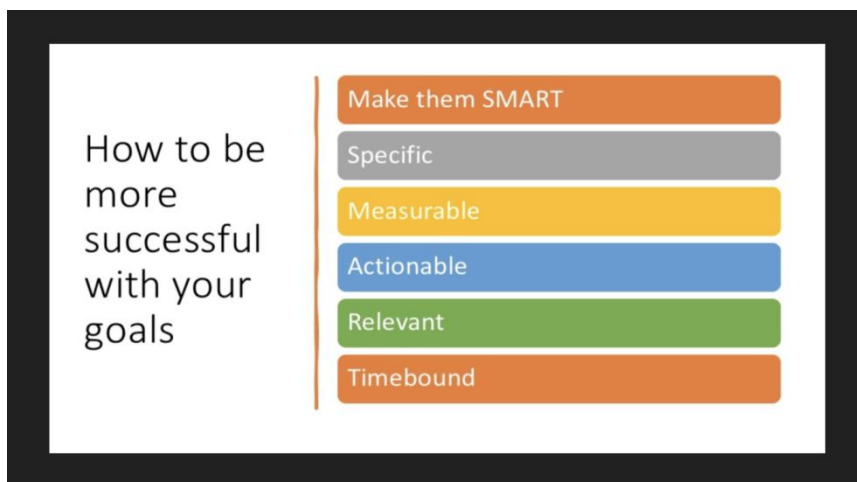 How to be
more
successful
with your
goals
Make them SMART
Specific
Measurable
Actionable
Relevant
Timebound